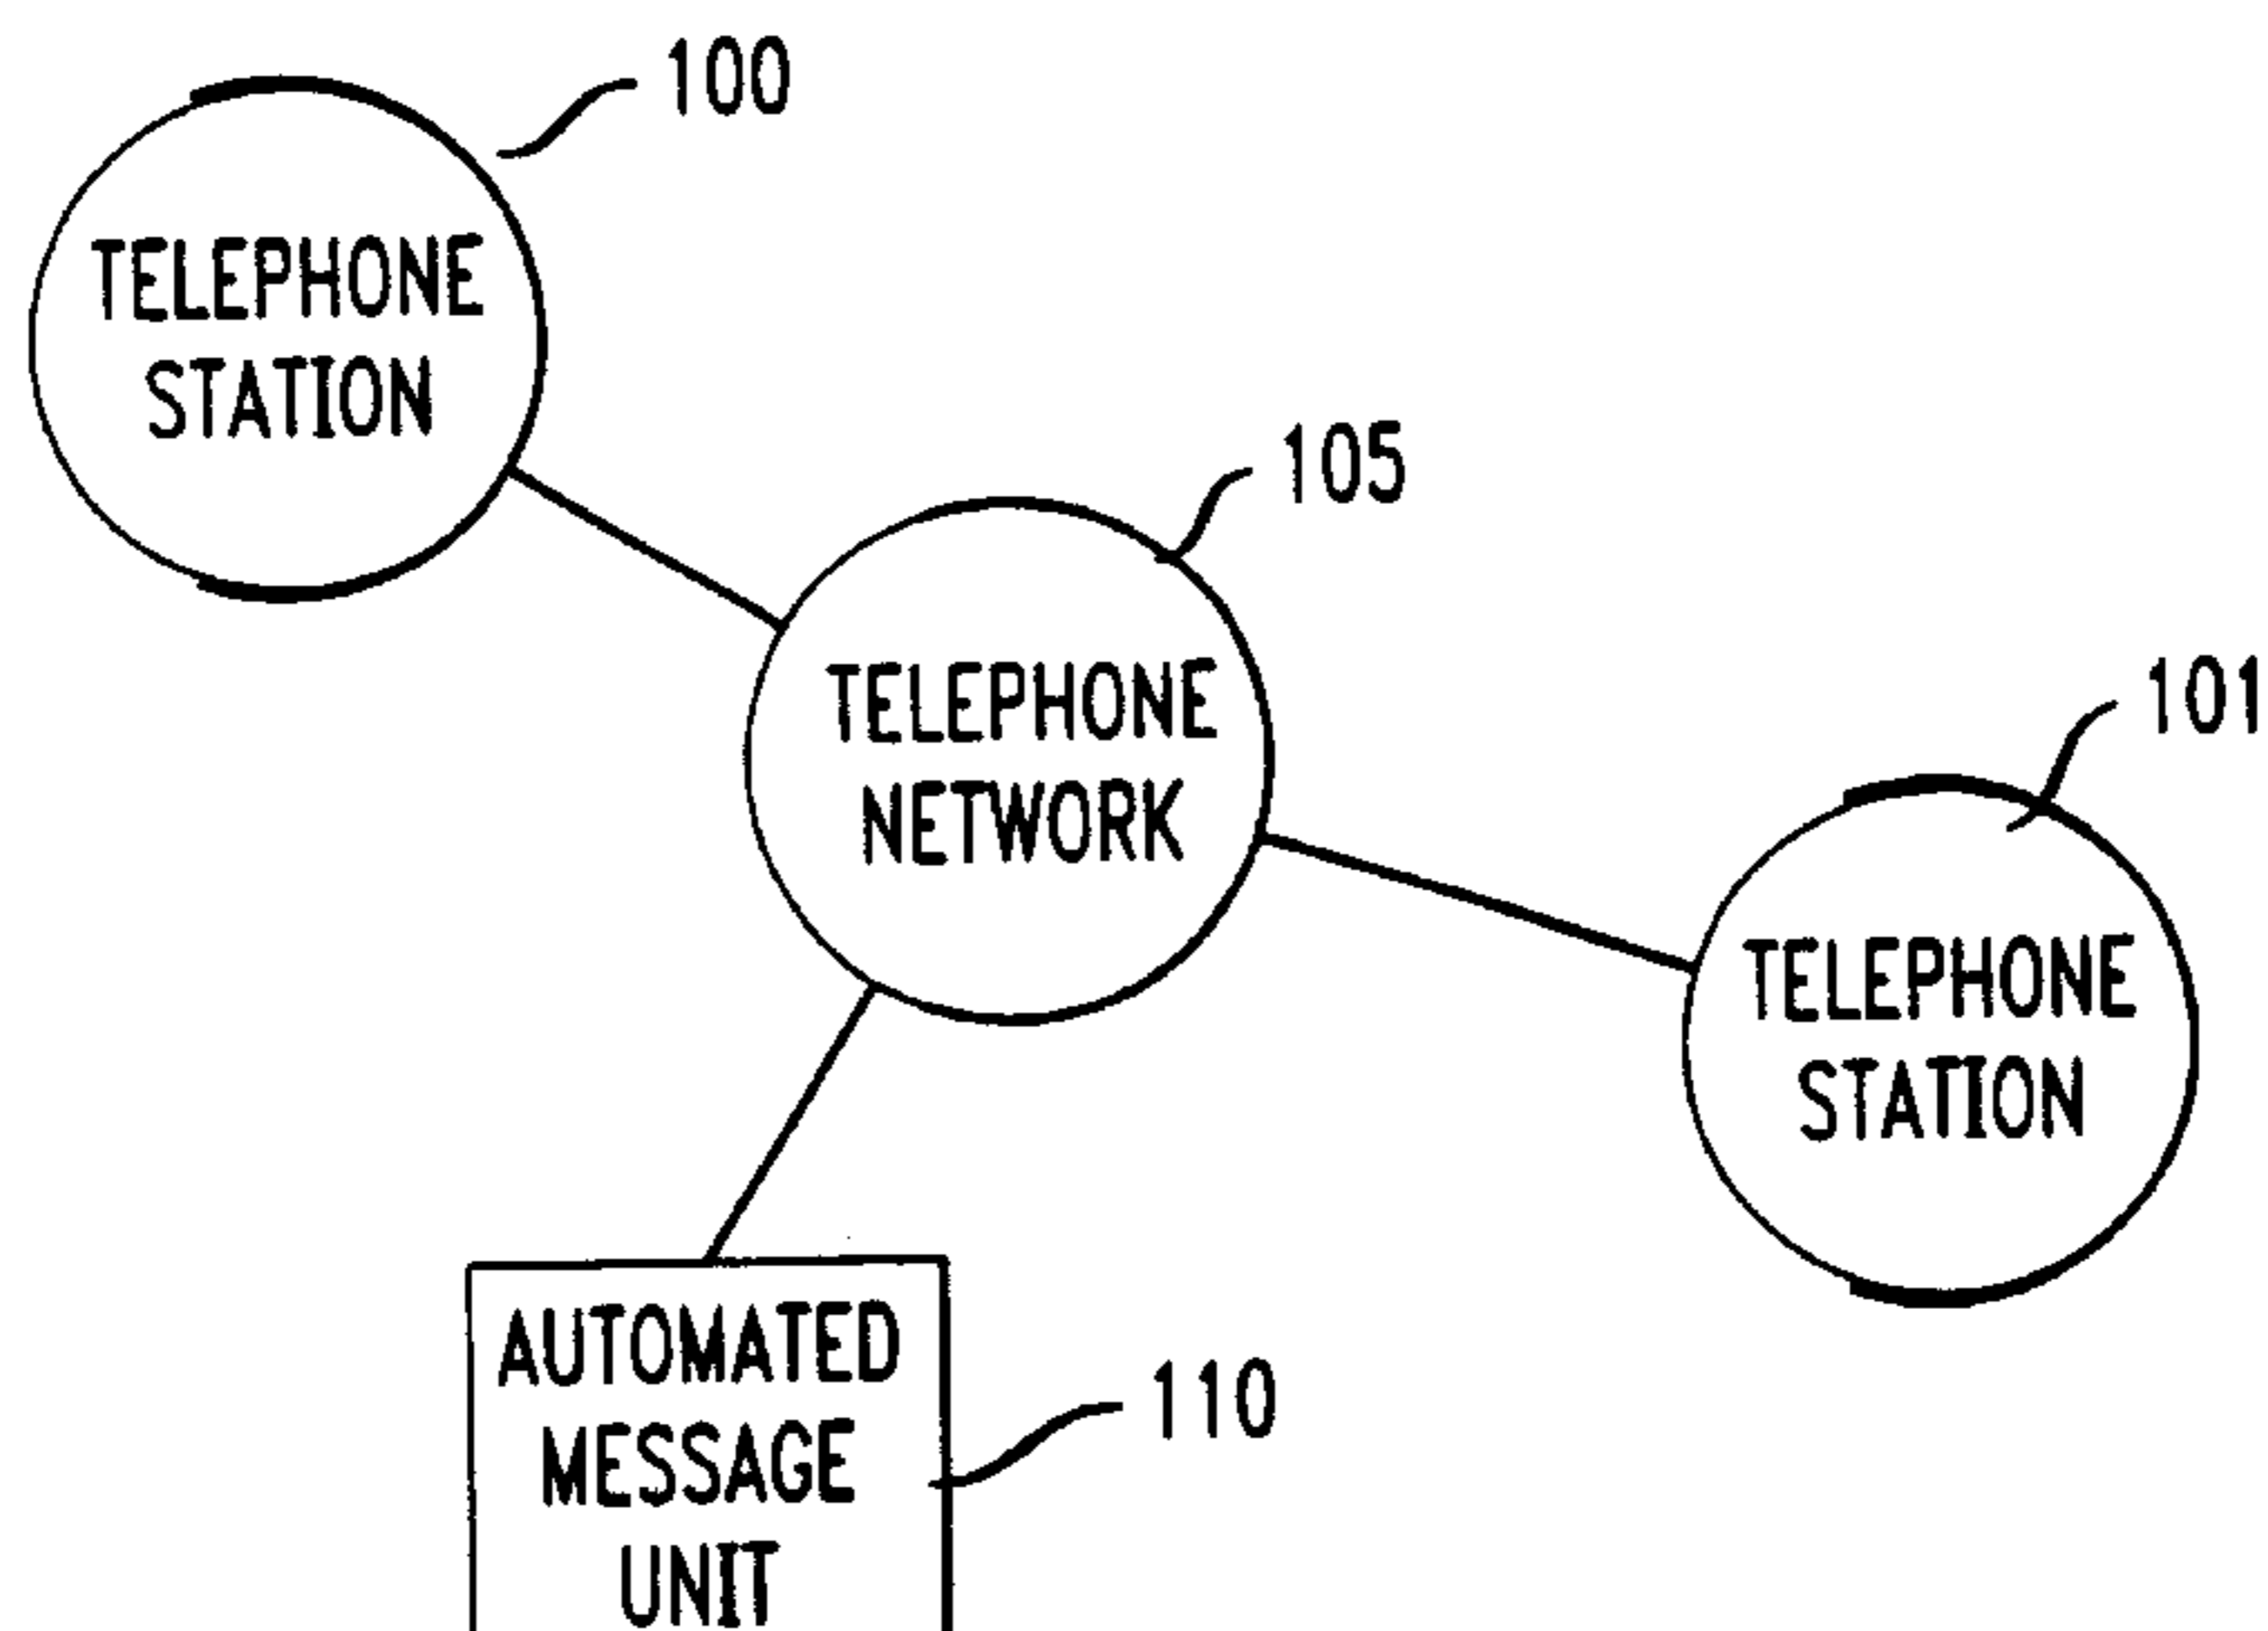 100
TELEPHONE
STATION
105
TELEPHONE
NETWORK
101
TELEPHONE
STATION
AUTOMATED
MESSAGE
UNIT
110